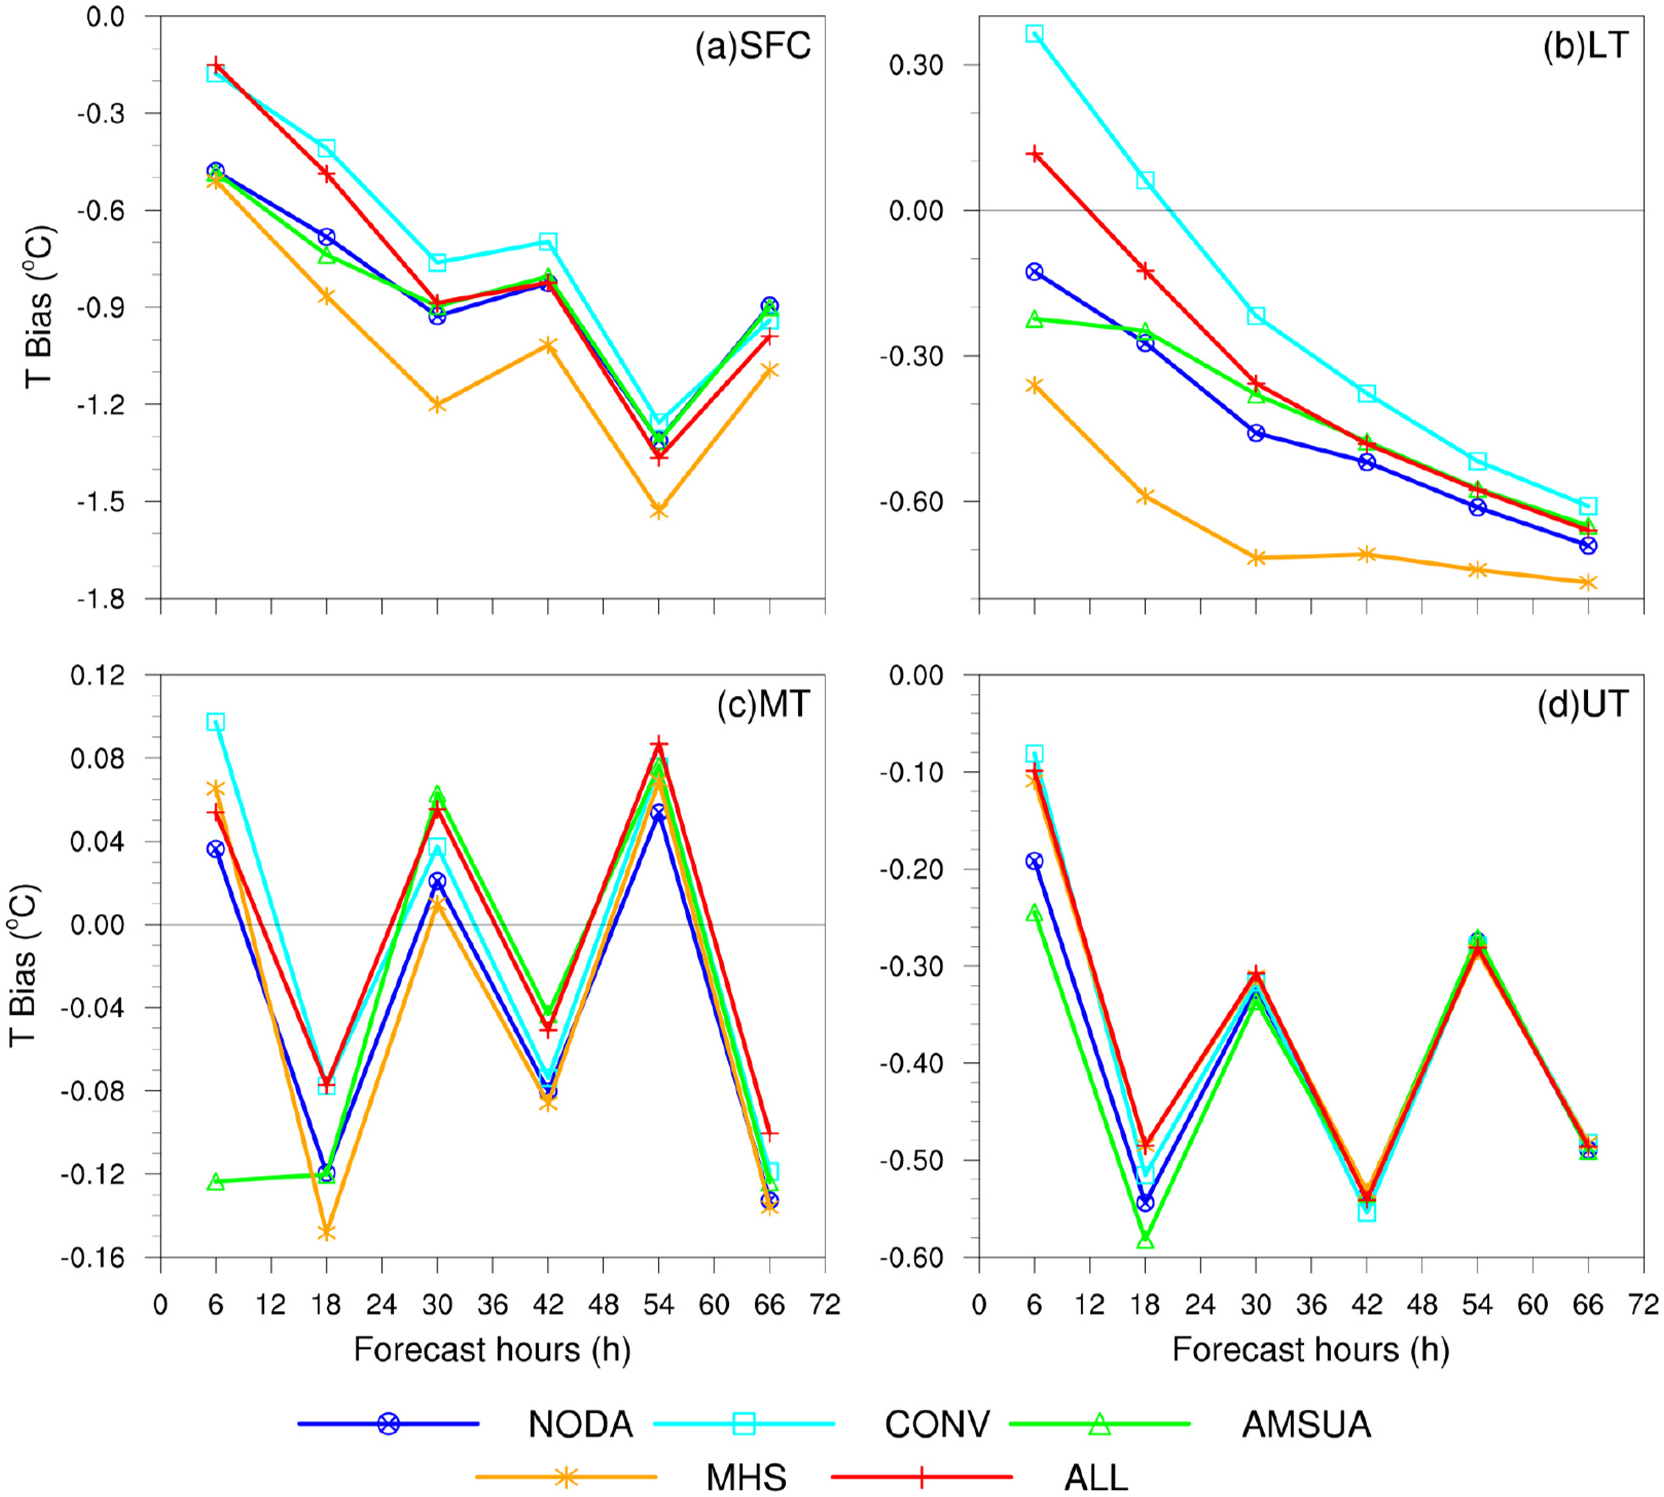 (a)SFC
0.0
-0.3
-0.6
-0.9
-1.2
-1.5
-1.8
T Bias (°C)
(b)LT
0.30
0.00
-0.30
-0.60
(c)MT
0.12
0.08
0.04
0.00
-0.04
-0.08
-0.12
-0.16
T Bias (°C)
0 6 12 18 24 30 36 42 48 54 60 66 72
Forecast hours (h)
(d)UT
0.00
-0.10
-0.20
-0.30
-0.40
-0.50
-0.60
0 6 12 18 24 30 36 42 48 54 60 66 72
Forecast hours (h)
NODA CONV AMSUA
MHS ALL